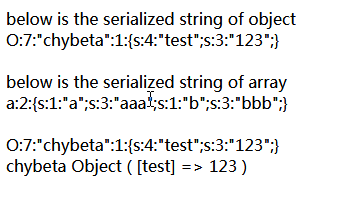 below is the serialized string of object
O:7:"chybeta":1:{s:4:"test";s:3:"123";}
below is the serialized string of array
a:2:{s:1:"a";s:3:"aaa";s:1:"b";s:3:"bbb";}
O:7:"chybeta":1:{s:4:"test";s:3:"123";}
chybeta Object ( [test] => 123 )